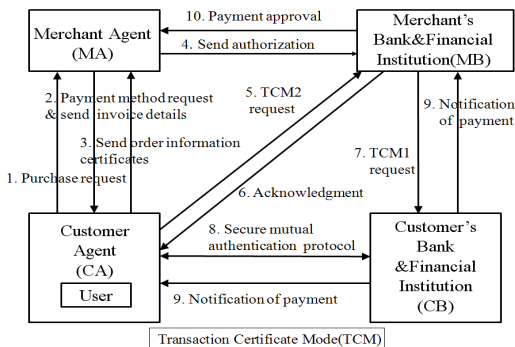 10. Payment approval
Merchant Agent
(MA)
4. Send authorization
Merchant's
Bank&Financial
Institution(MB)
2. Payment method request
& send invoice details
5. TCM2
request
9. Notification
of payment
3. Send order information
certificates
7. TCM1
request
1. Purchase request
6. Acknowledgment
Customer
Agent
(CA)
User
8. Secure mutual
authentication protocol
Customer's
Bank
&Financial
Institution
(CB)
9. Notification of payment
Transaction Certificate Mode(TCM)